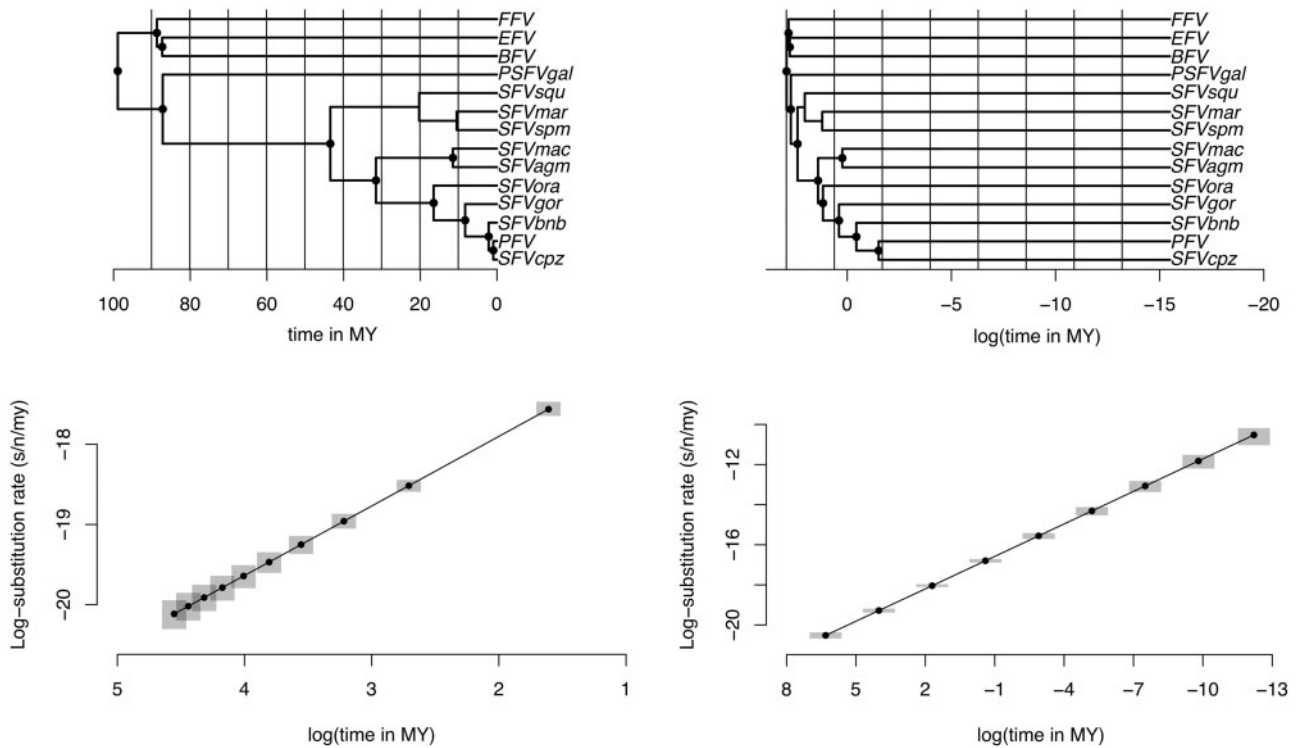 FFV
EFV
BFV
PSFVgal
SFVsqu
SFVmar
SFVspm
SFVmac
SFVagm
SFVora
SFVgor
SFVbnb
PFV
SFVcpz
100 80 60 40 20 0
time in MY
FFV
EFV
BFV
PSFVgal
SFVsqu
SFVmar
SFVspm
SFVmac
SFVagm
SFVora
SFVgor
SFVbnb
PFV
SFVcpz
0 −5 −10 −15 −20
log(time in MY)
Log−substitution rate (s/n/my)
−18
−19
−20
5 4 3 2 1
log(time in MY)
Log−substitution rate (s/n/my)
−12
−16
−20
8 5 2 −1 −4 −7 −10 −13
log(time in MY)